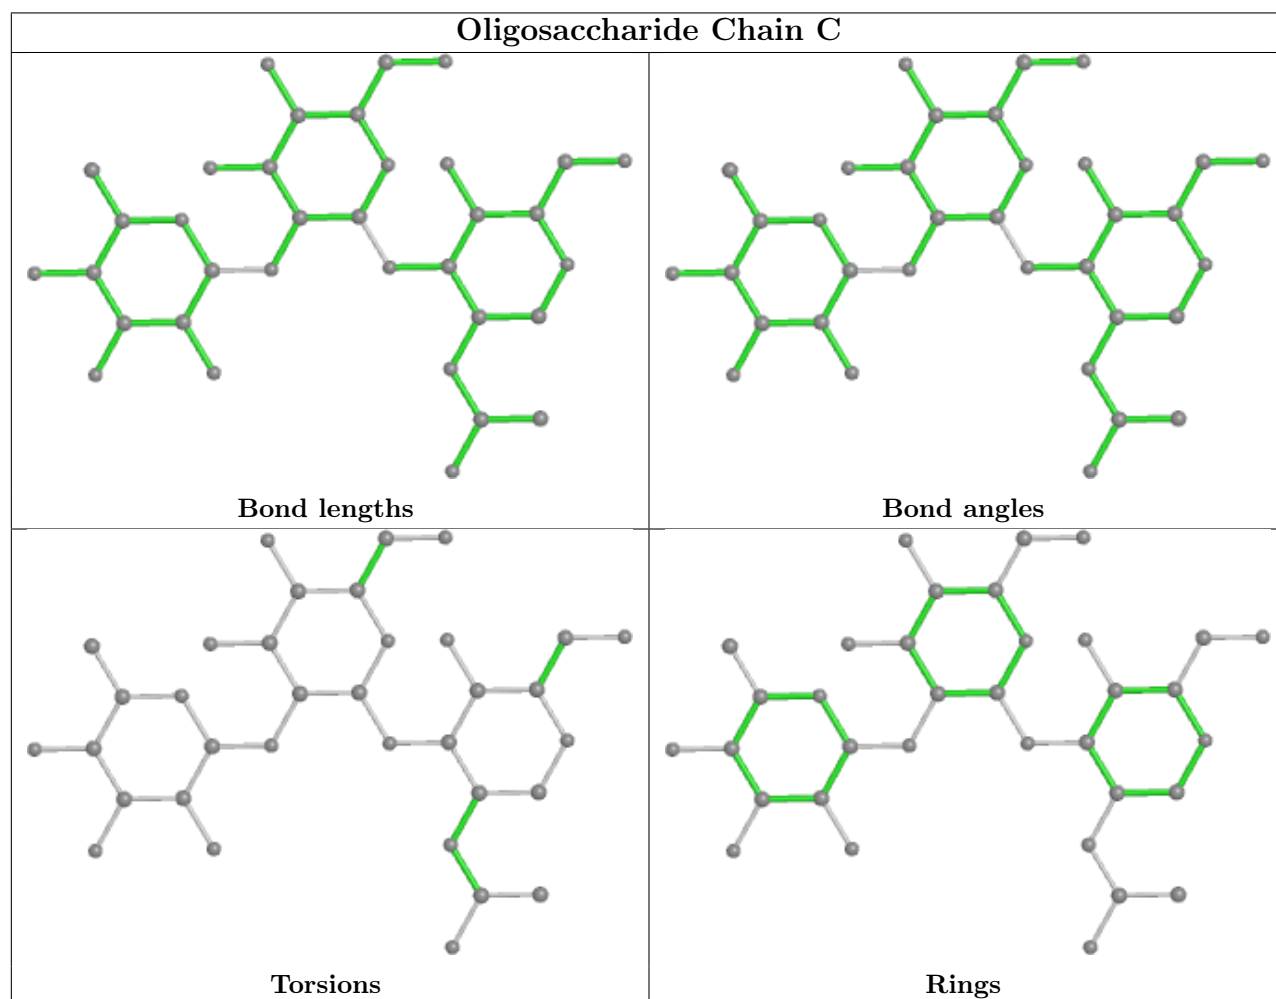 Oligosaccharide Chain C
Bond lengths
Bond angles
Torsions
Rings